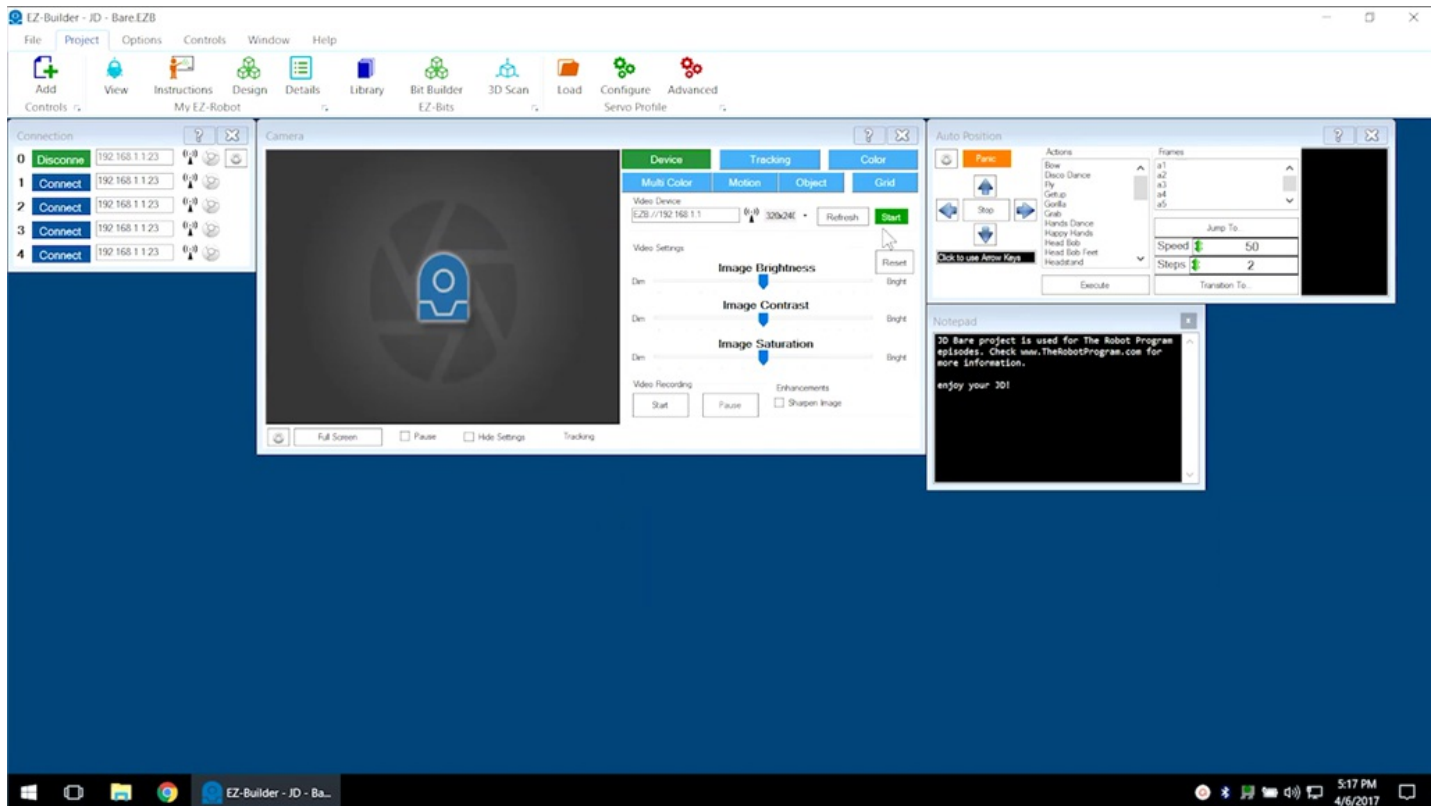 EZ-Builder - JD - Bare.EZB
File Project Options Controls Window Help
Add View Instructions Design Details Library Bit Builder 3D Scan Load Configure Advanced
Controls My EZ-Robot EZ-Bits Servo Profile
Connection
0 Disconne 192.168.1.1:23
1 Connect 192.168.1.1:23
2 Connect 192.168.1.1:23
3 Connect 192.168.1.1:23
4 Connect 192.168.1.1:23
Camera
Device Tracking Color
Multi Color Motion Object Grid
Video Device
EZB://192.168.1.1 320x240 Refresh Start
Video Settings
Reset
Image Brightness
Dim Bright
Image Contrast
Dim Bright
Image Saturation
Dim Bright
Video Recording Enhancements
Start Pause Sharpen Image
Full Screen Pause Hide Settings Tracking
Auto Position
Panic
Stop
Click to use Arrow Keys
Actions
Bow
Disco Dance
Fly
Getup
Gorilla
Grab
Hands Dance
Happy Hands
Head Bob
Head Bob Feet
Headstand
Execute
Frames
a1
a2
a3
a4
a5
Jump To..
Speed 50
Steps 2
Transition To...
Notepad
JD Bare project is used for The Robot Program
episodes. Check www.TheRobotProgram.com for
more information.
enjoy your JD!
EZ-Builder - JD - Ba...
5:17 PM
4/6/2017